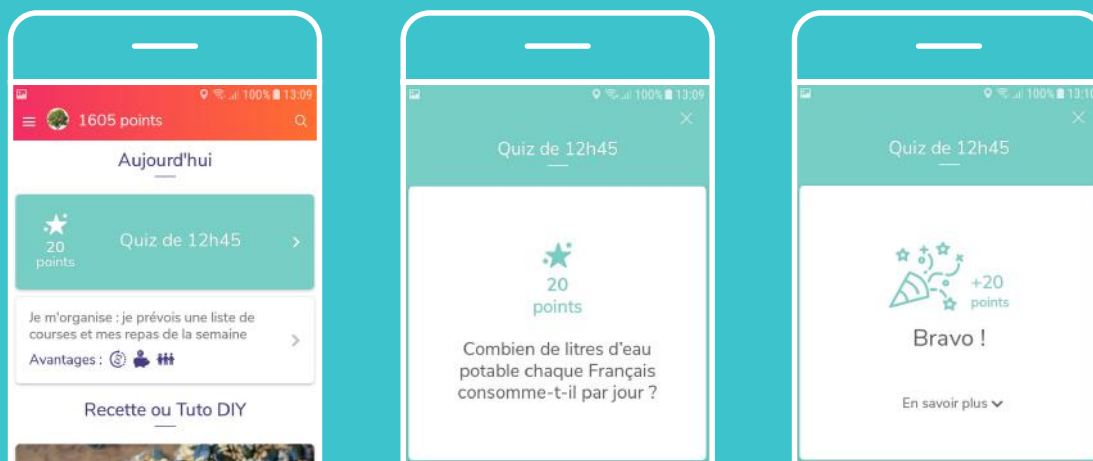 100% 13:09
1605 points
Aujourd'hui
20
points
Quiz de 12h45
Je m'organise : je prévois une liste de
courses et mes repas de la semaine
Avantages :
Recette ou Tuto DIY
100% 13:09
Quiz de 12h45
20
points
Combien de litres d'eau
potable chaque Français
consomme-t-il par jour ?
100% 13:10
Quiz de 12h45
+20
points
Bravo !
En savoir plus